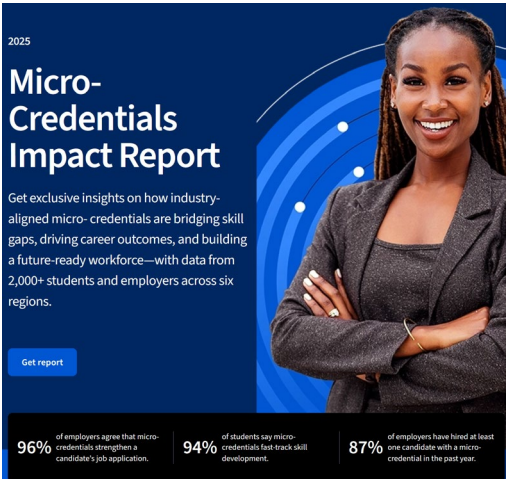 2025
Micro-
Credentials
Impact Report
Get exclusive insights on how industry-
aligned micro- credentials are bridging skill
gaps, driving career outcomes, and building
a future-ready workforce—with data from
2,000+ students and employers across six
regions.
Get report
96%
of employers agree that micro-
credentials strengthen a
candidate's job application.
94%
of students say micro-
credentials fast-track skill
development.
87%
of employers have hired at least
one candidate with a micro-
credential in the past year.